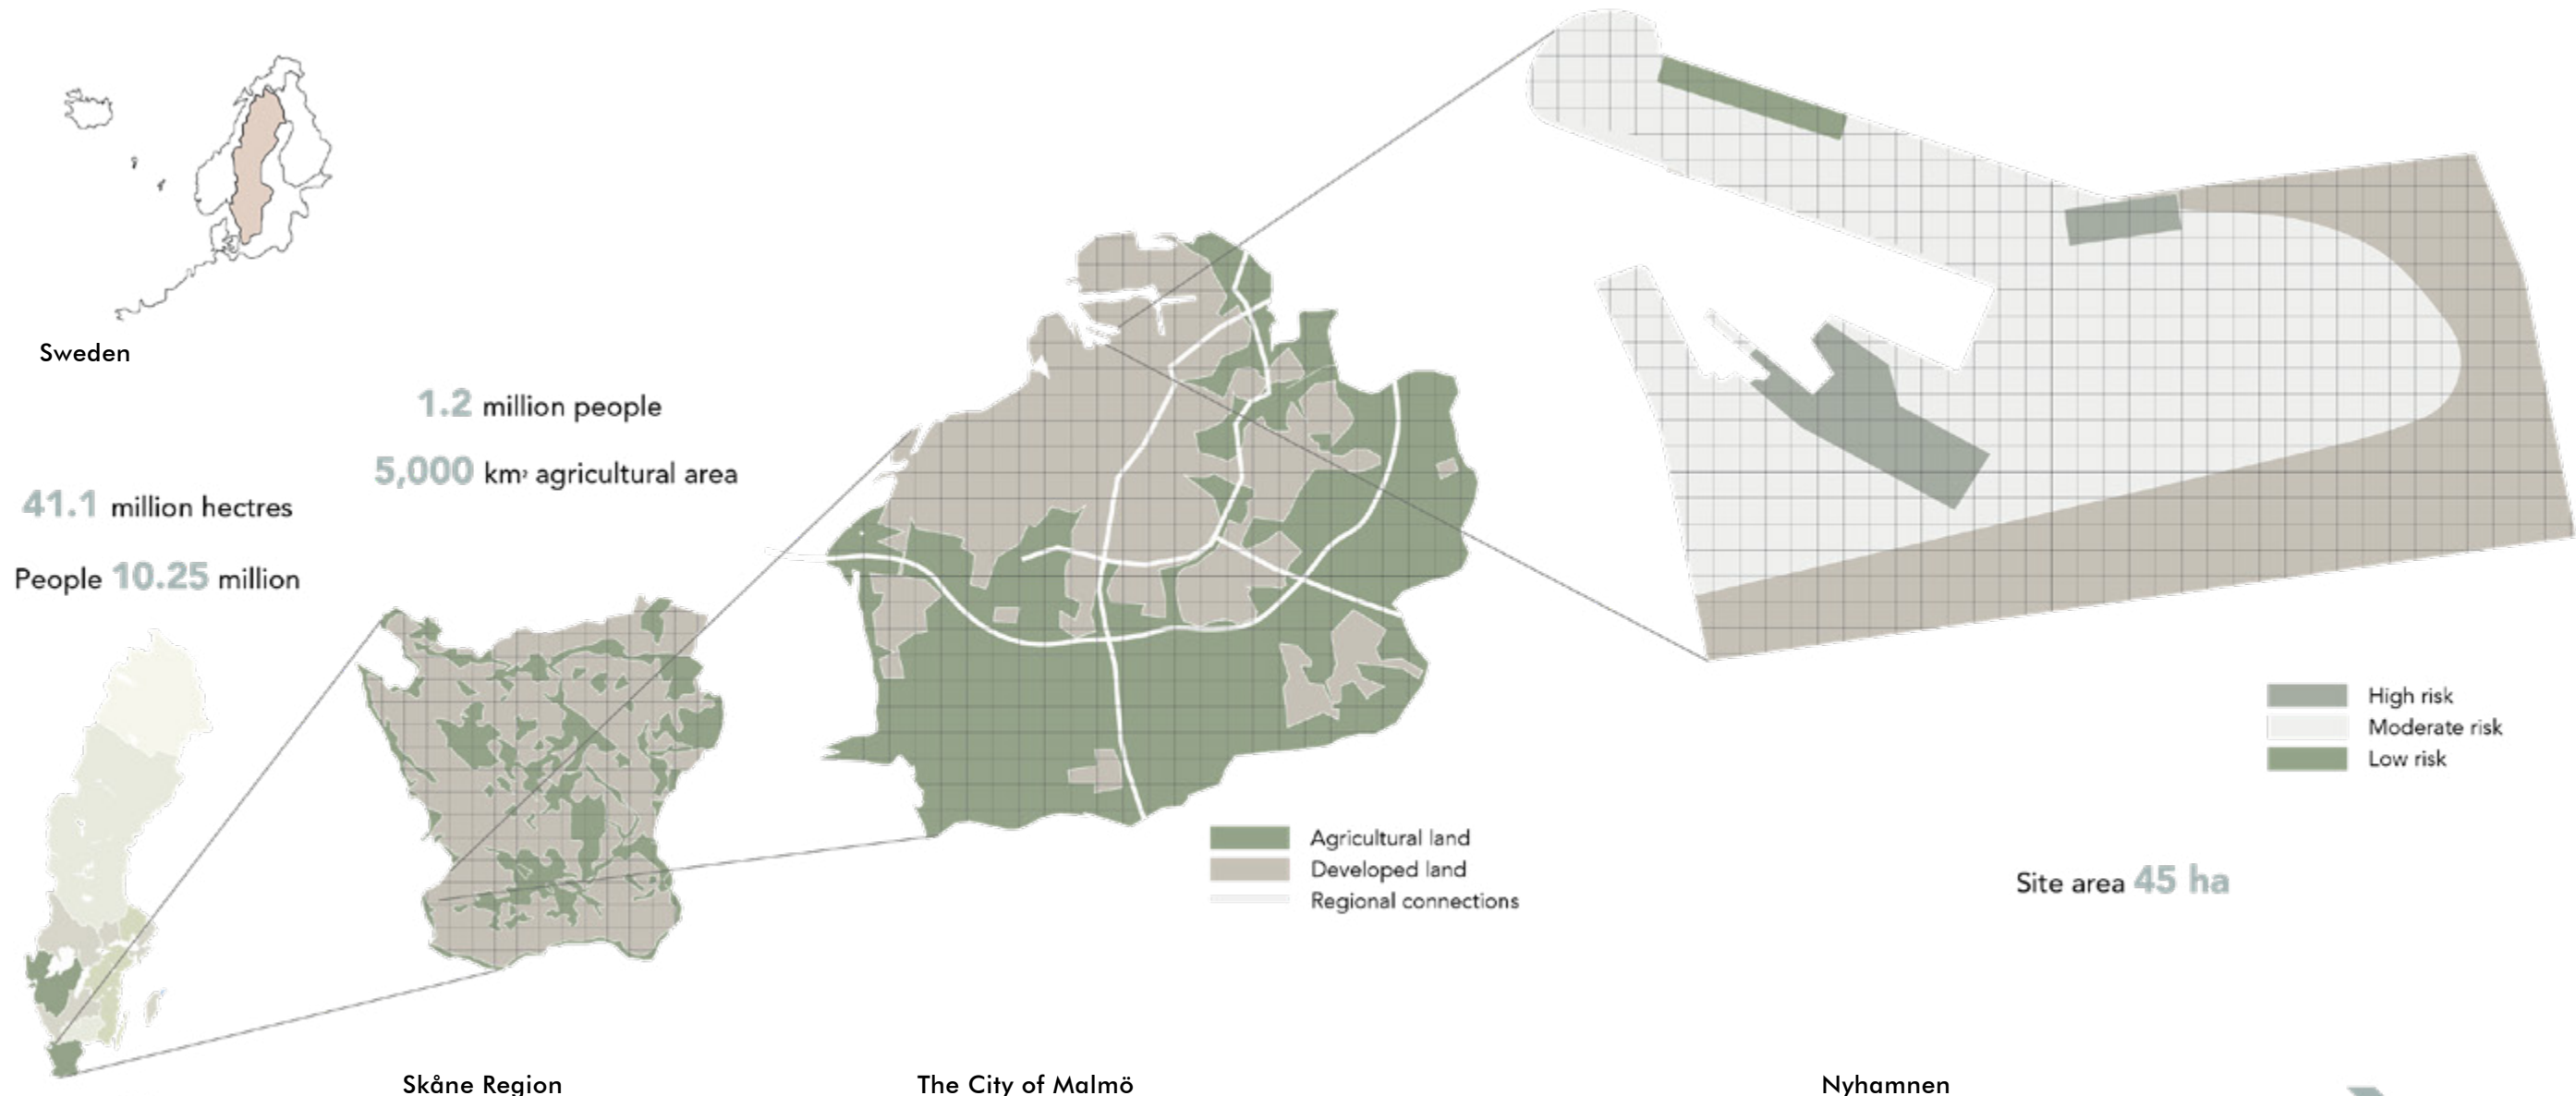 Sweden
1.2 million people
5,000 km² agricultural area
41.1 million hectres
People 10.25 million
High risk
Moderate risk
Low risk
Agricultural land
Developed land
Regional connections
Site area 45 ha
Skåne Region
The City of Malmö
Nyhamnen